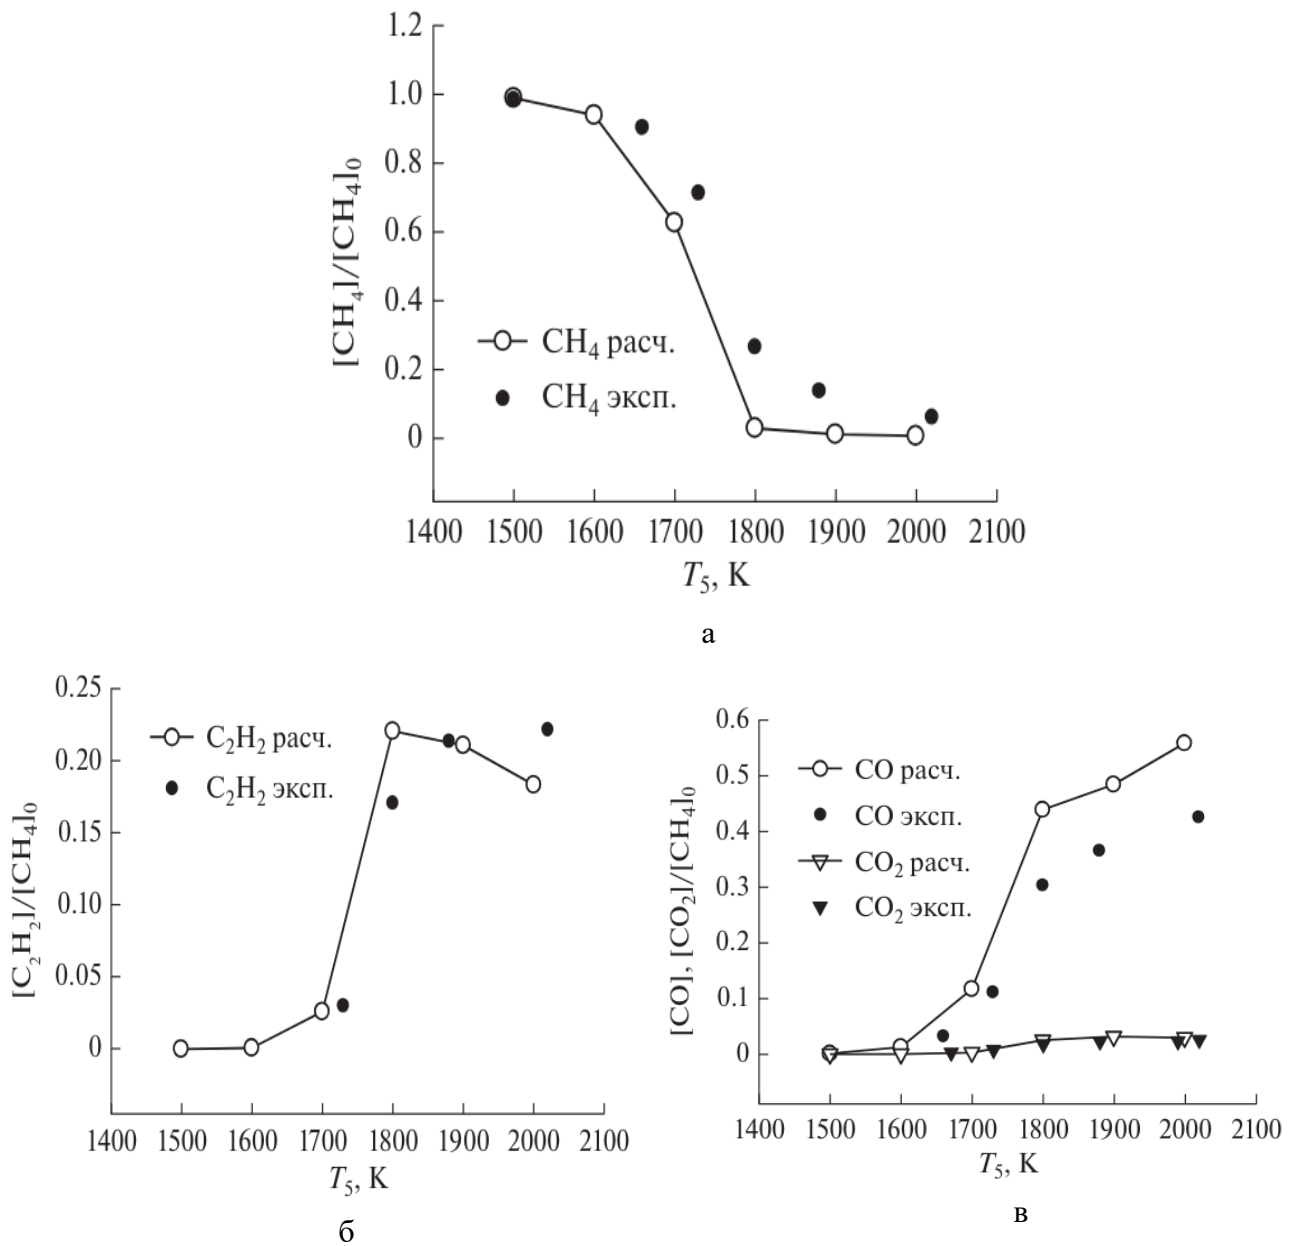 1.2
1.0
0.8
0.6
0.4
0.2
0
[CH₄]/[CH₄]₀
CH₄ расч.
CH₄ эксп.
1400 1500 1600 1700 1800 1900 2000 2100
T₅, K
а
0.25
0.20
0.15
0.10
0.05
0
[C₂H₂]/[CH₄]₀
C₂H₂ расч.
C₂H₂ эксп.
1400 1500 1600 1700 1800 1900 2000 2100
T₅, K
б
0.6
0.5
0.4
0.3
0.2
0.1
0
[CO], [CO₂]/[CH₄]₀
CO расч.
CO эксп.
CO₂ расч.
CO₂ эксп.
1400 1500 1600 1700 1800 1900 2000 2100
T₅, K
в